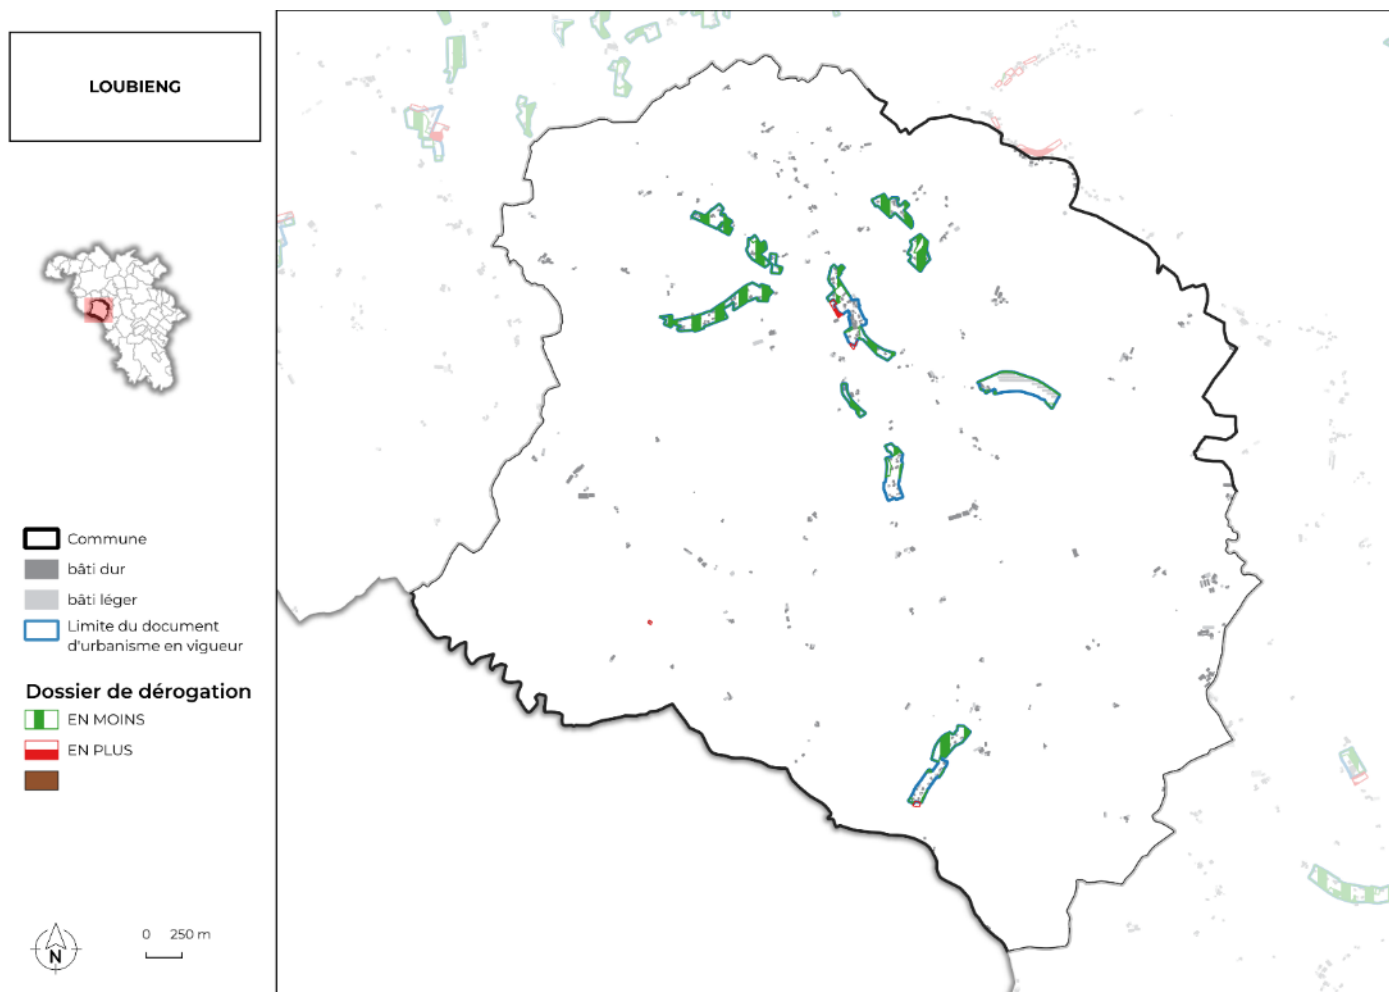 LOUBIENG
Commune
bâti dur
bâti léger
Limite du document
d'urbanisme en vigueur
Dossier de dérogation
EN MOINS
EN PLUS
N
0 250 m